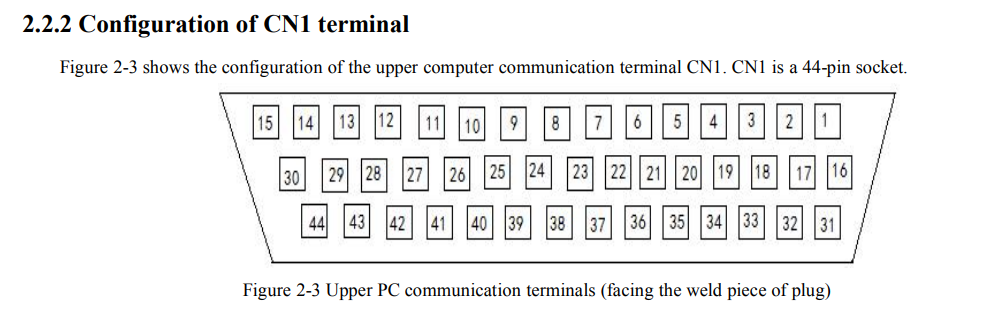 2.2.2 Configuration of CN1 terminal
Figure 2-3 shows the configuration of the upper computer communication terminal CN1. CN1 is a 44-pin socket.
15 14 13 12 11 10 9 8 7 6 5 4 3 2 1
30 29 28 27 26 25 24 23 22 21 20 19 18 17 16
44 43 42 41 40 39 38 37 36 35 34 33 32 31
Figure 2-3 Upper PC communication terminals (facing the weld piece of plug)